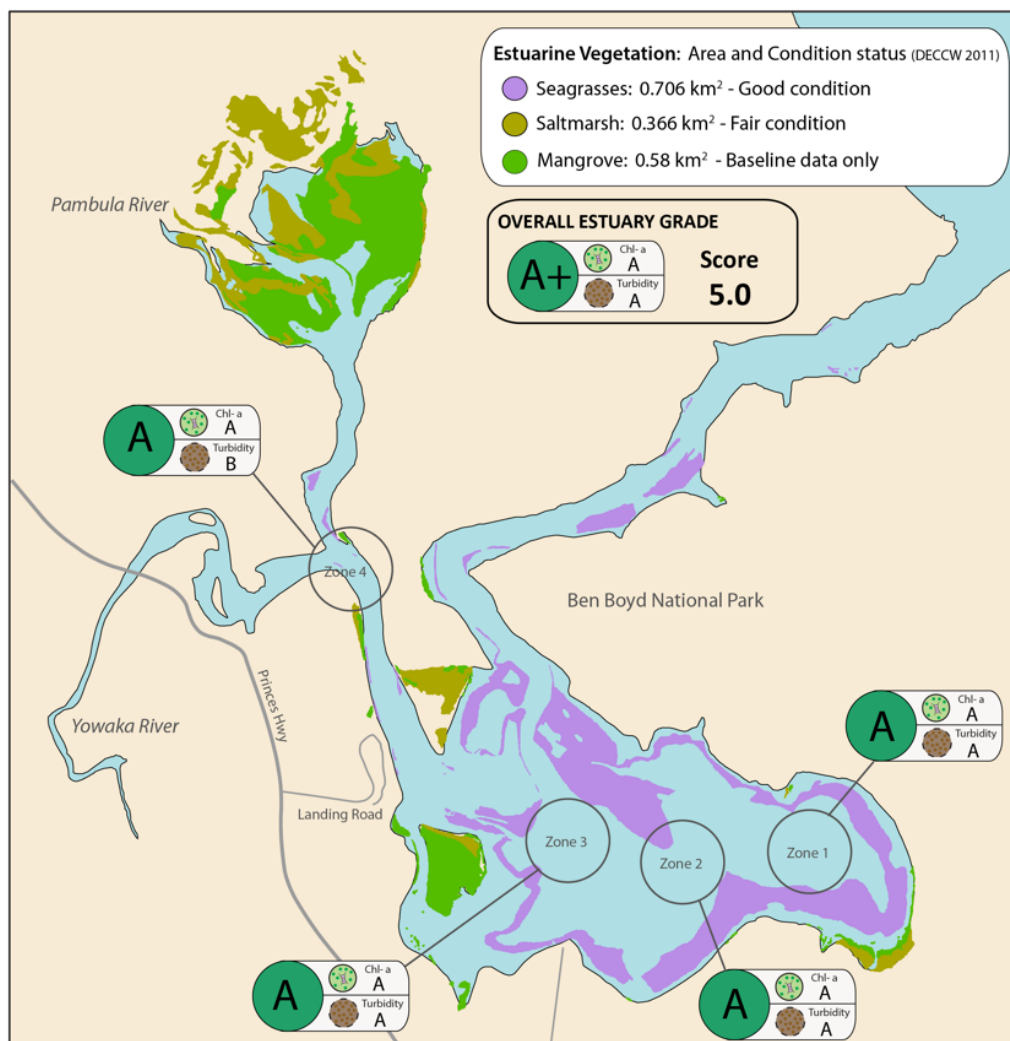 Estuarine Vegetation: Area and Condition status (DECCW 2011)
Seagrasses: 0.706 km² - Good condition
Saltmarsh: 0.366 km² - Fair condition
Mangrove: 0.58 km² - Baseline data only
Pambula River
OVERALL ESTUARY GRADE
A+
Chl- a
A
Turbidity
A
Score
5.0
A
Chl- a
A
Turbidity
B
Zone 4
Ben Boyd National Park
Princes Hwy
Yowaka River
Landing Road
A
Chl- a
A
Turbidity
A
Zone 3
Zone 2
Zone 1
A
Chl- a
A
Turbidity
A
A
Chl- a
A
Turbidity
A